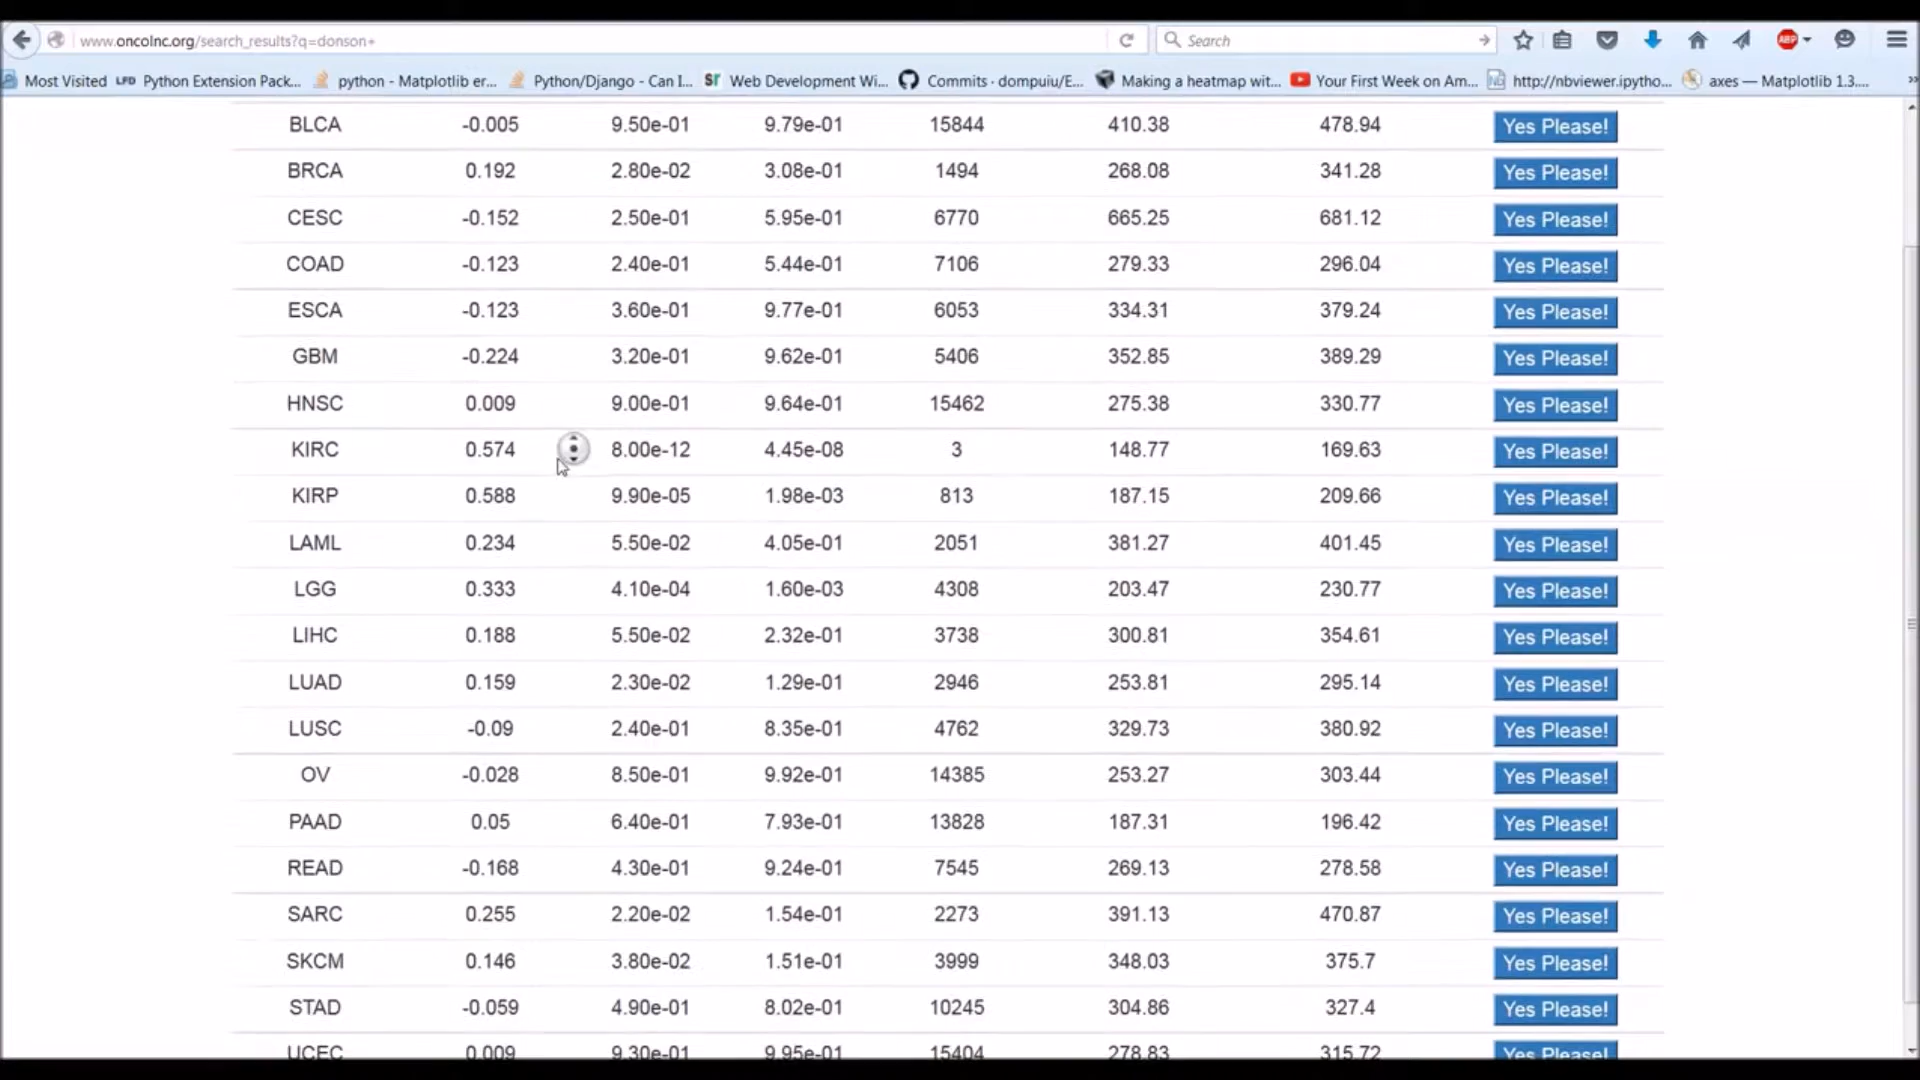 www.oncolnc.org/search_results?q=donson+
Search
ABP
Most Visited LFD Python Extension Pack... python - Matplotlib er... Python/Django - Can I... Sr Web Development Wi... Commits · dompuiu/E... Making a heatmap wit... Your First Week on Am... http://nbviewer.ipytho... axes — Matplotlib 1.3.... »
BLCA -0.005 9.50e-01 9.79e-01 15844 410.38 478.94 Yes Please!
BRCA 0.192 2.80e-02 3.08e-01 1494 268.08 341.28 Yes Please!
CESC -0.152 2.50e-01 5.95e-01 6770 665.25 681.12 Yes Please!
COAD -0.123 2.40e-01 5.44e-01 7106 279.33 296.04 Yes Please!
ESCA -0.123 3.60e-01 9.77e-01 6053 334.31 379.24 Yes Please!
GBM -0.224 3.20e-01 9.62e-01 5406 352.85 389.29 Yes Please!
HNSC 0.009 9.00e-01 9.64e-01 15462 275.38 330.77 Yes Please!
KIRC 0.574 8.00e-12 4.45e-08 3 148.77 169.63 Yes Please!
KIRP 0.588 9.90e-05 1.98e-03 813 187.15 209.66 Yes Please!
LAML 0.234 5.50e-02 4.05e-01 2051 381.27 401.45 Yes Please!
LGG 0.333 4.10e-04 1.60e-03 4308 203.47 230.77 Yes Please!
LIHC 0.188 5.50e-02 2.32e-01 3738 300.81 354.61 Yes Please!
LUAD 0.159 2.30e-02 1.29e-01 2946 253.81 295.14 Yes Please!
LUSC -0.09 2.40e-01 8.35e-01 4762 329.73 380.92 Yes Please!
OV -0.028 8.50e-01 9.92e-01 14385 253.27 303.44 Yes Please!
PAAD 0.05 6.40e-01 7.93e-01 13828 187.31 196.42 Yes Please!
READ -0.168 4.30e-01 9.24e-01 7545 269.13 278.58 Yes Please!
SARC 0.255 2.20e-02 1.54e-01 2273 391.13 470.87 Yes Please!
SKCM 0.146 3.80e-02 1.51e-01 3999 348.03 375.7 Yes Please!
STAD -0.059 4.90e-01 8.02e-01 10245 304.86 327.4 Yes Please!
UCEC 0.009 9.30e-01 9.95e-01 15404 278.83 315.72 Yes Please!